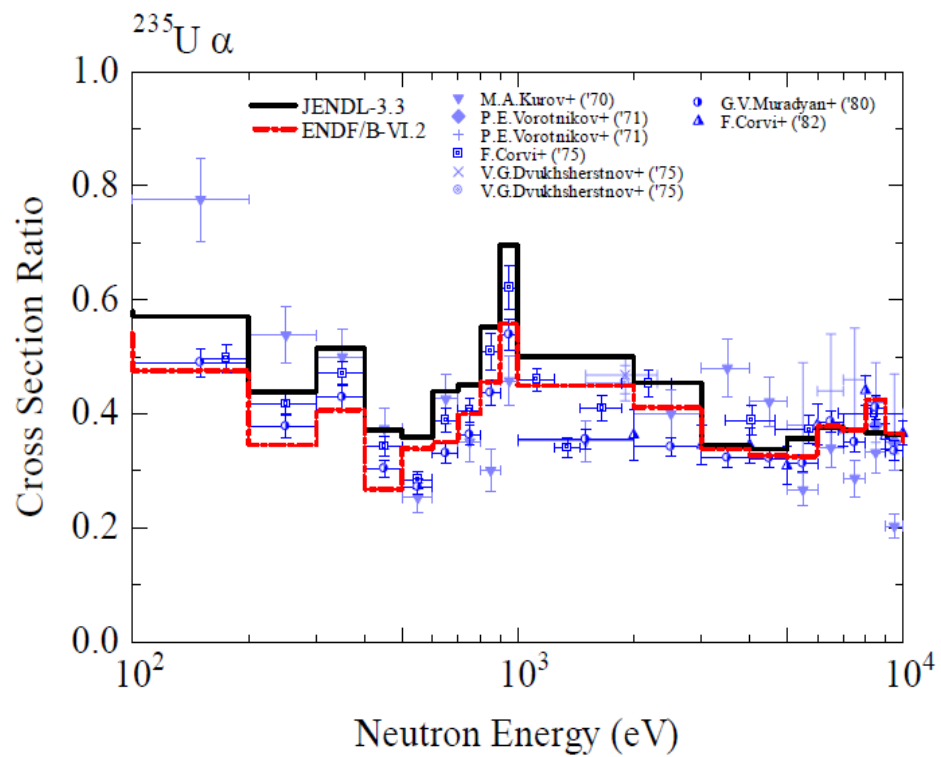 ²³⁵U α
1.0
0.8
0.6
0.4
0.2
0.0
Cross Section Ratio
JENDL-3.3
ENDF/B-VI.2
M.A.Kurov+ ('70)
P.E.Vorotnikov+ ('71)
P.E.Vorotnikov+ ('71)
F.Corvi+ ('75)
V.G.Dvukhsherstnov+ ('75)
V.G.Dvukhsherstnov+ ('75)
G.V.Muradyan+ ('80)
F.Corvi+ ('82)
10²
10³
10⁴
Neutron Energy (eV)